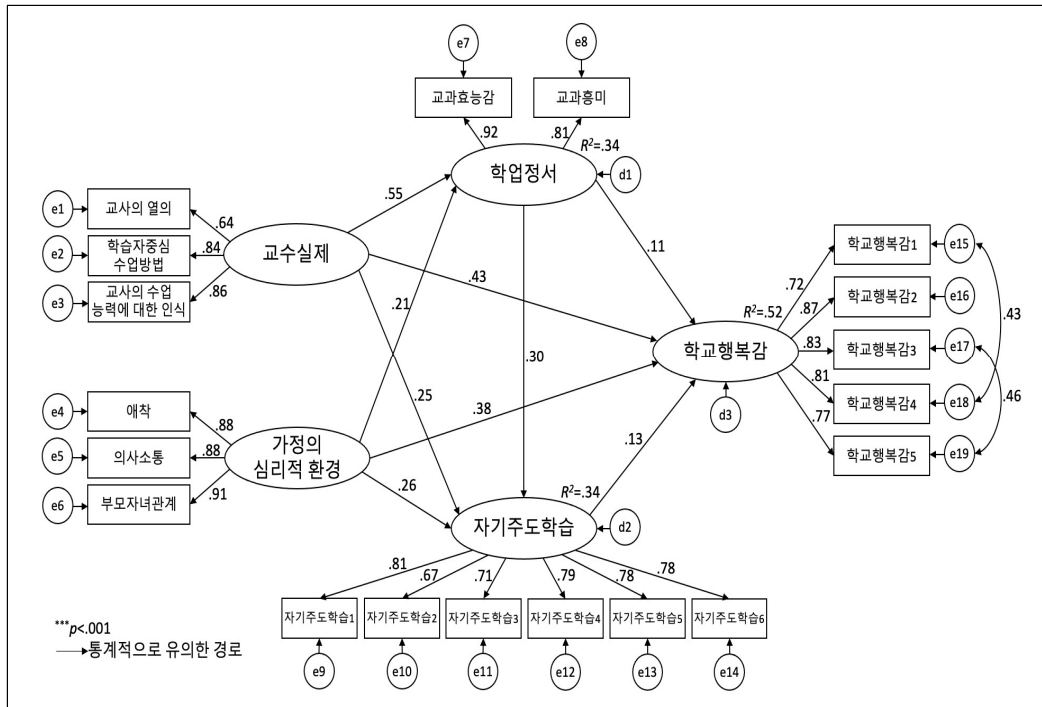 e7
e8
교과효능감
교과흥미
.92
.81
R²=.34
학업정서
d1
e1
교사의 열의
.64
.55
e2
학습자중심
수업방법
.84
교수실제
e3
교사의 수업
능력에 대한 인식
.86
.21
.43
.11
학교행복감1
e15
.72
학교행복감2
e16
.87
R²=.52
.43
학교행복감
.83
학교행복감3
e17
.30
.81
학교행복감4
e18
.46
.77
학교행복감5
e19
d3
.25
.38
.13
e4
애착
.88
e5
의사소통
.88
가정의
심리적 환경
e6
부모자녀관계
.91
.26
R²=.34
자기주도학습
d2
.81
.67
.71
.79
.78
.78
자기주도학습1
자기주도학습2
자기주도학습3
자기주도학습4
자기주도학습5
자기주도학습6
e9
e10
e11
e12
e13
e14
***p<.001
통계적으로 유의한 경로